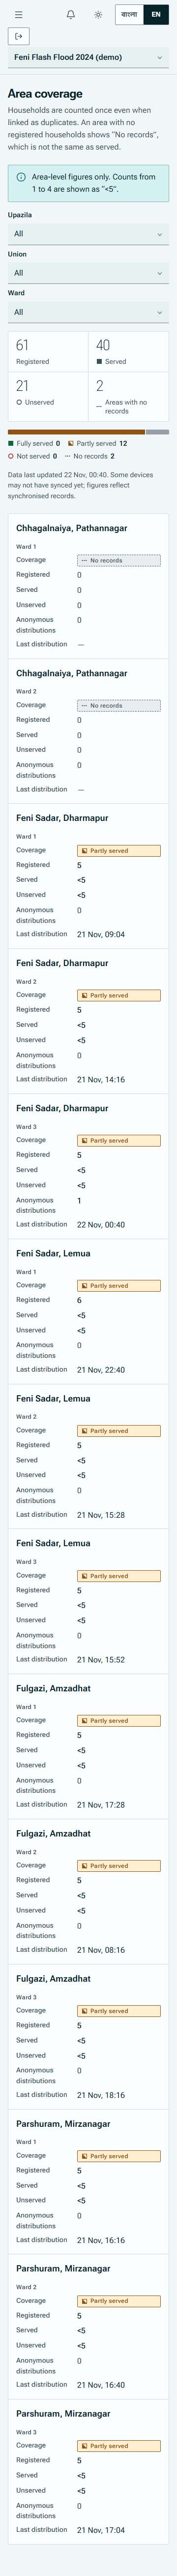 বাংলা
EN
Feni Flash Flood 2024 (demo)
Area coverage
Households are counted once even when
linked as duplicates. An area with no
registered households shows “No records”,
which is not the same as served.
Area-level figures only. Counts from
1 to 4 are shown as “<5”.
Upazila
All
Union
All
Ward
All
61
Registered
40
Served
21
Unserved
2
Areas with no
records
Fully served 0
Partly served 12
Not served 0
No records 2
Data last updated 22 Nov, 00:40. Some devices
may not have synced yet; figures reflect
synchronised records.
Chhagalnaiya, Pathannagar
Ward 1
Coverage No records
Registered 0
Served 0
Unserved 0
Anonymous
distributions 0
Last distribution —
Chhagalnaiya, Pathannagar
Ward 2
Coverage No records
Registered 0
Served 0
Unserved 0
Anonymous
distributions 0
Last distribution —
Feni Sadar, Dharmapur
Ward 1
Coverage Partly served
Registered 5
Served <5
Unserved <5
Anonymous
distributions 0
Last distribution 21 Nov, 09:04
Feni Sadar, Dharmapur
Ward 2
Coverage Partly served
Registered 5
Served <5
Unserved <5
Anonymous
distributions 0
Last distribution 21 Nov, 14:16
Feni Sadar, Dharmapur
Ward 3
Coverage Partly served
Registered 5
Served <5
Unserved <5
Anonymous
distributions 1
Last distribution 22 Nov, 00:40
Feni Sadar, Lemua
Ward 1
Coverage Partly served
Registered 6
Served <5
Unserved <5
Anonymous
distributions 0
Last distribution 21 Nov, 22:40
Feni Sadar, Lemua
Ward 2
Coverage Partly served
Registered 5
Served <5
Unserved <5
Anonymous
distributions 0
Last distribution 21 Nov, 15:28
Feni Sadar, Lemua
Ward 3
Coverage Partly served
Registered 5
Served <5
Unserved <5
Anonymous
distributions 0
Last distribution 21 Nov, 15:52
Fulgazi, Amzadhat
Ward 1
Coverage Partly served
Registered 5
Served <5
Unserved <5
Anonymous
distributions 0
Last distribution 21 Nov, 17:28
Fulgazi, Amzadhat
Ward 2
Coverage Partly served
Registered 5
Served <5
Unserved <5
Anonymous
distributions 0
Last distribution 21 Nov, 08:16
Fulgazi, Amzadhat
Ward 3
Coverage Partly served
Registered 5
Served <5
Unserved <5
Anonymous
distributions 0
Last distribution 21 Nov, 18:16
Parshuram, Mirzanagar
Ward 1
Coverage Partly served
Registered 5
Served <5
Unserved <5
Anonymous
distributions 0
Last distribution 21 Nov, 16:16
Parshuram, Mirzanagar
Ward 2
Coverage Partly served
Registered 5
Served <5
Unserved <5
Anonymous
distributions 0
Last distribution 21 Nov, 16:40
Parshuram, Mirzanagar
Ward 3
Coverage Partly served
Registered 5
Served <5
Unserved <5
Anonymous
distributions 0
Last distribution 21 Nov, 17:04